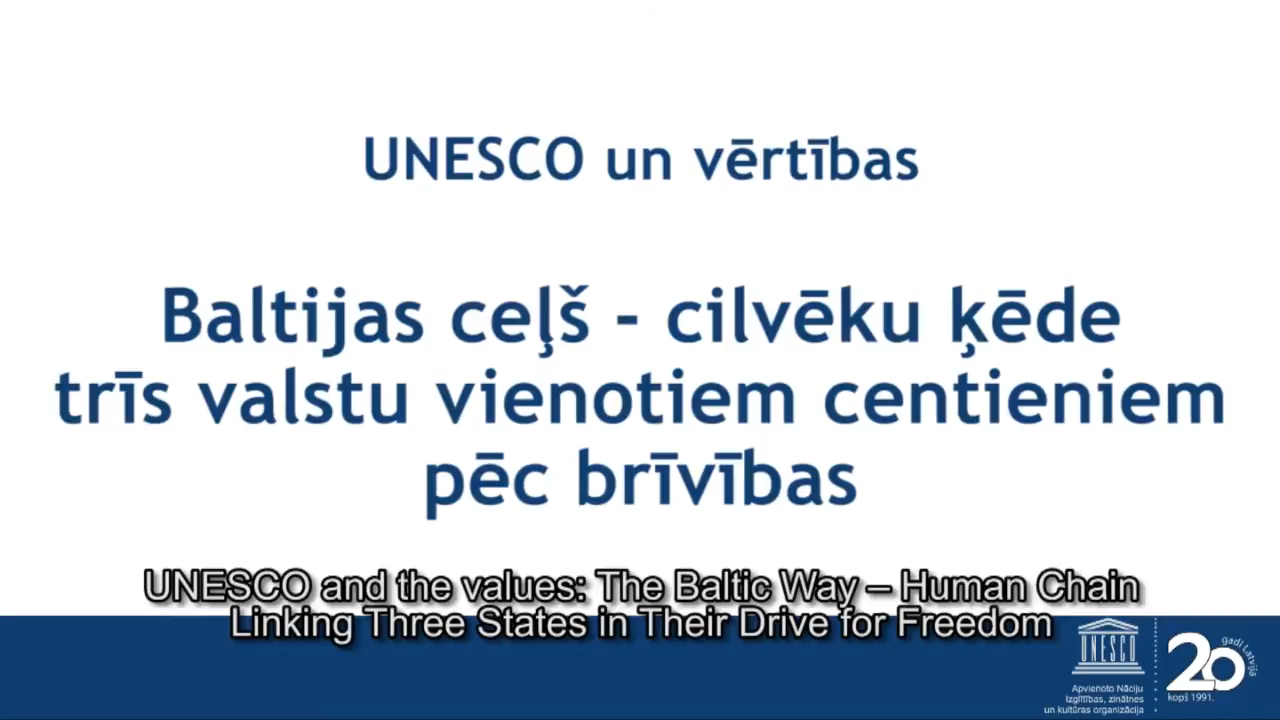 UNESCO un vērtības
Baltijas ceļš - cilvēku ķēde
trīs valstu vienotiem centieniem
pēc brīvības
UNESCO and the values: The Baltic Way – Human Chain
Linking Three States in Their Drive for Freedom
UNESCO
Apvienoto Nāciju
Izglītības, zinātnes
un kultūras organizācija
20
gadi Latvijā
kopš 1991.